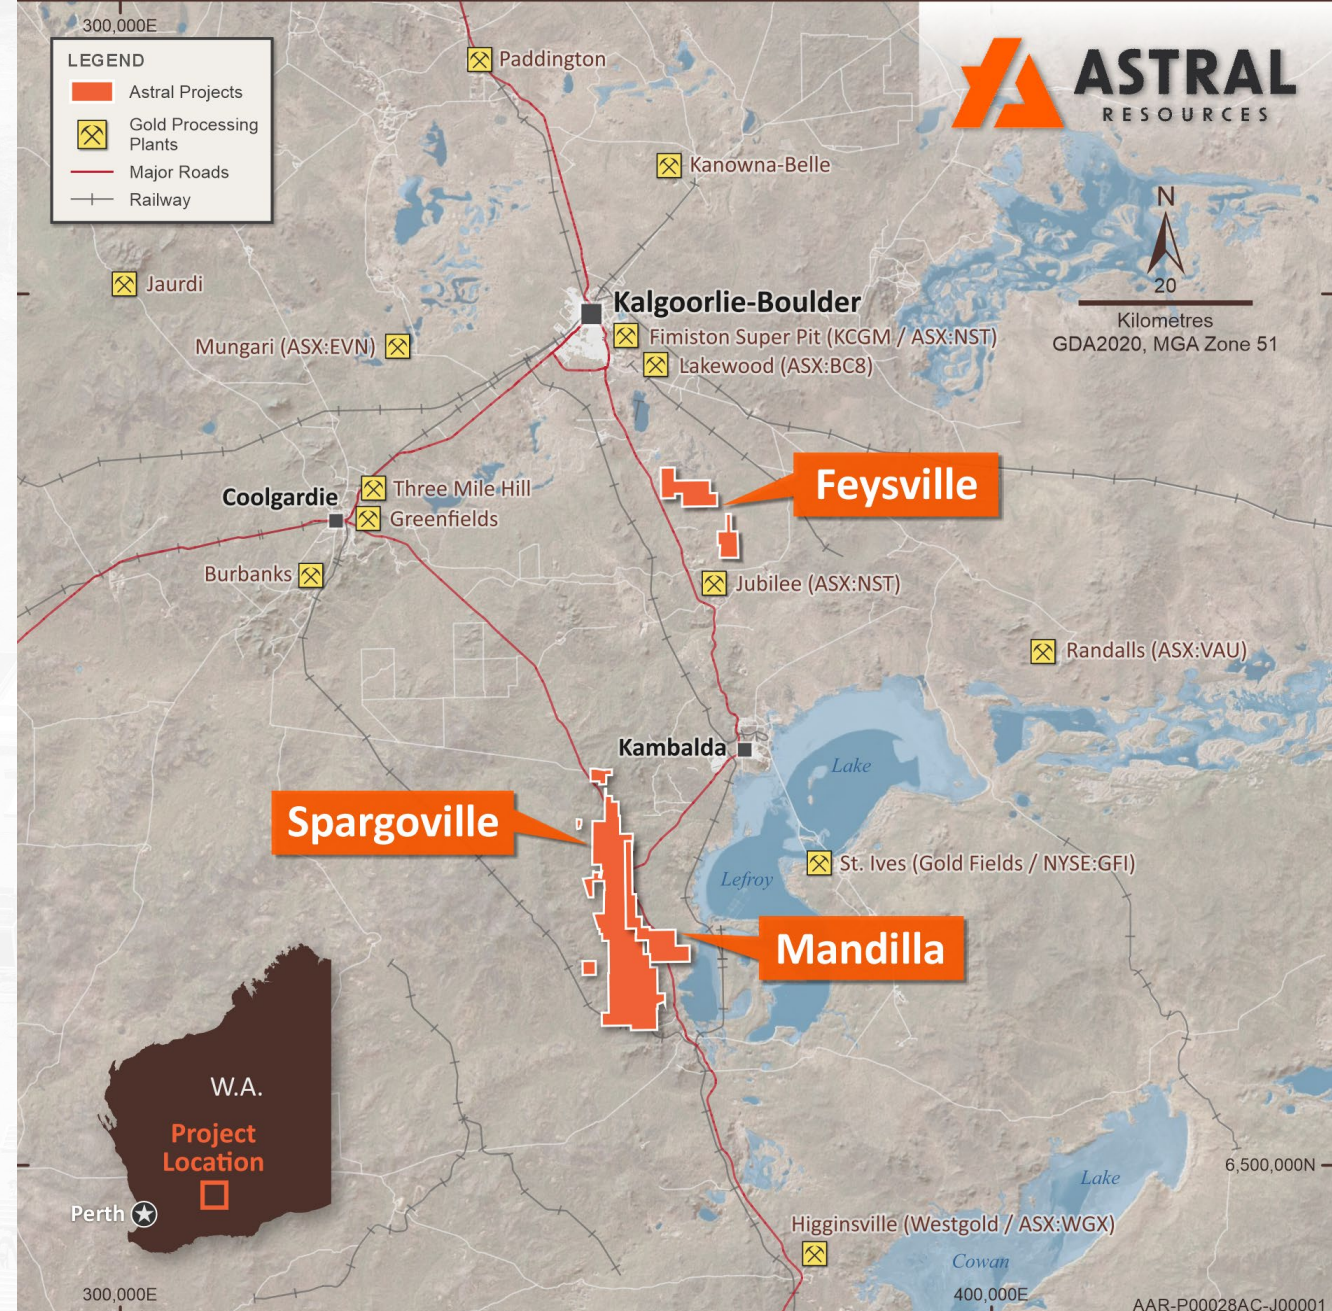 300,000E
LEGEND
Astral Projects
Gold Processing
Plants
Major Roads
Railway
ASTRAL
RESOURCES
Paddington
Kanowna-Belle
N
20
Kilometres
GDA2020, MGA Zone 51
Jaurdi
Kalgoorlie-Boulder
Mungari (ASX:EVN)
Fimiston Super Pit (KCGM / ASX:NST)
Lakewood (ASX:BC8)
Feysville
Coolgardie
Three Mile Hill
Greenfields
Burbanks
Jubilee (ASX:NST)
Randalls (ASX:VAU)
Kambalda
Lake
Lefroy
Spargoville
St. Ives (Gold Fields / NYSE:GFI)
Mandilla
W.A.
Project
Location
Perth
6,500,000N
Lake
Cowan
Higginsville (Westgold / ASX:WGX)
300,000E
400,000E
AAR-P00028AC-J00001